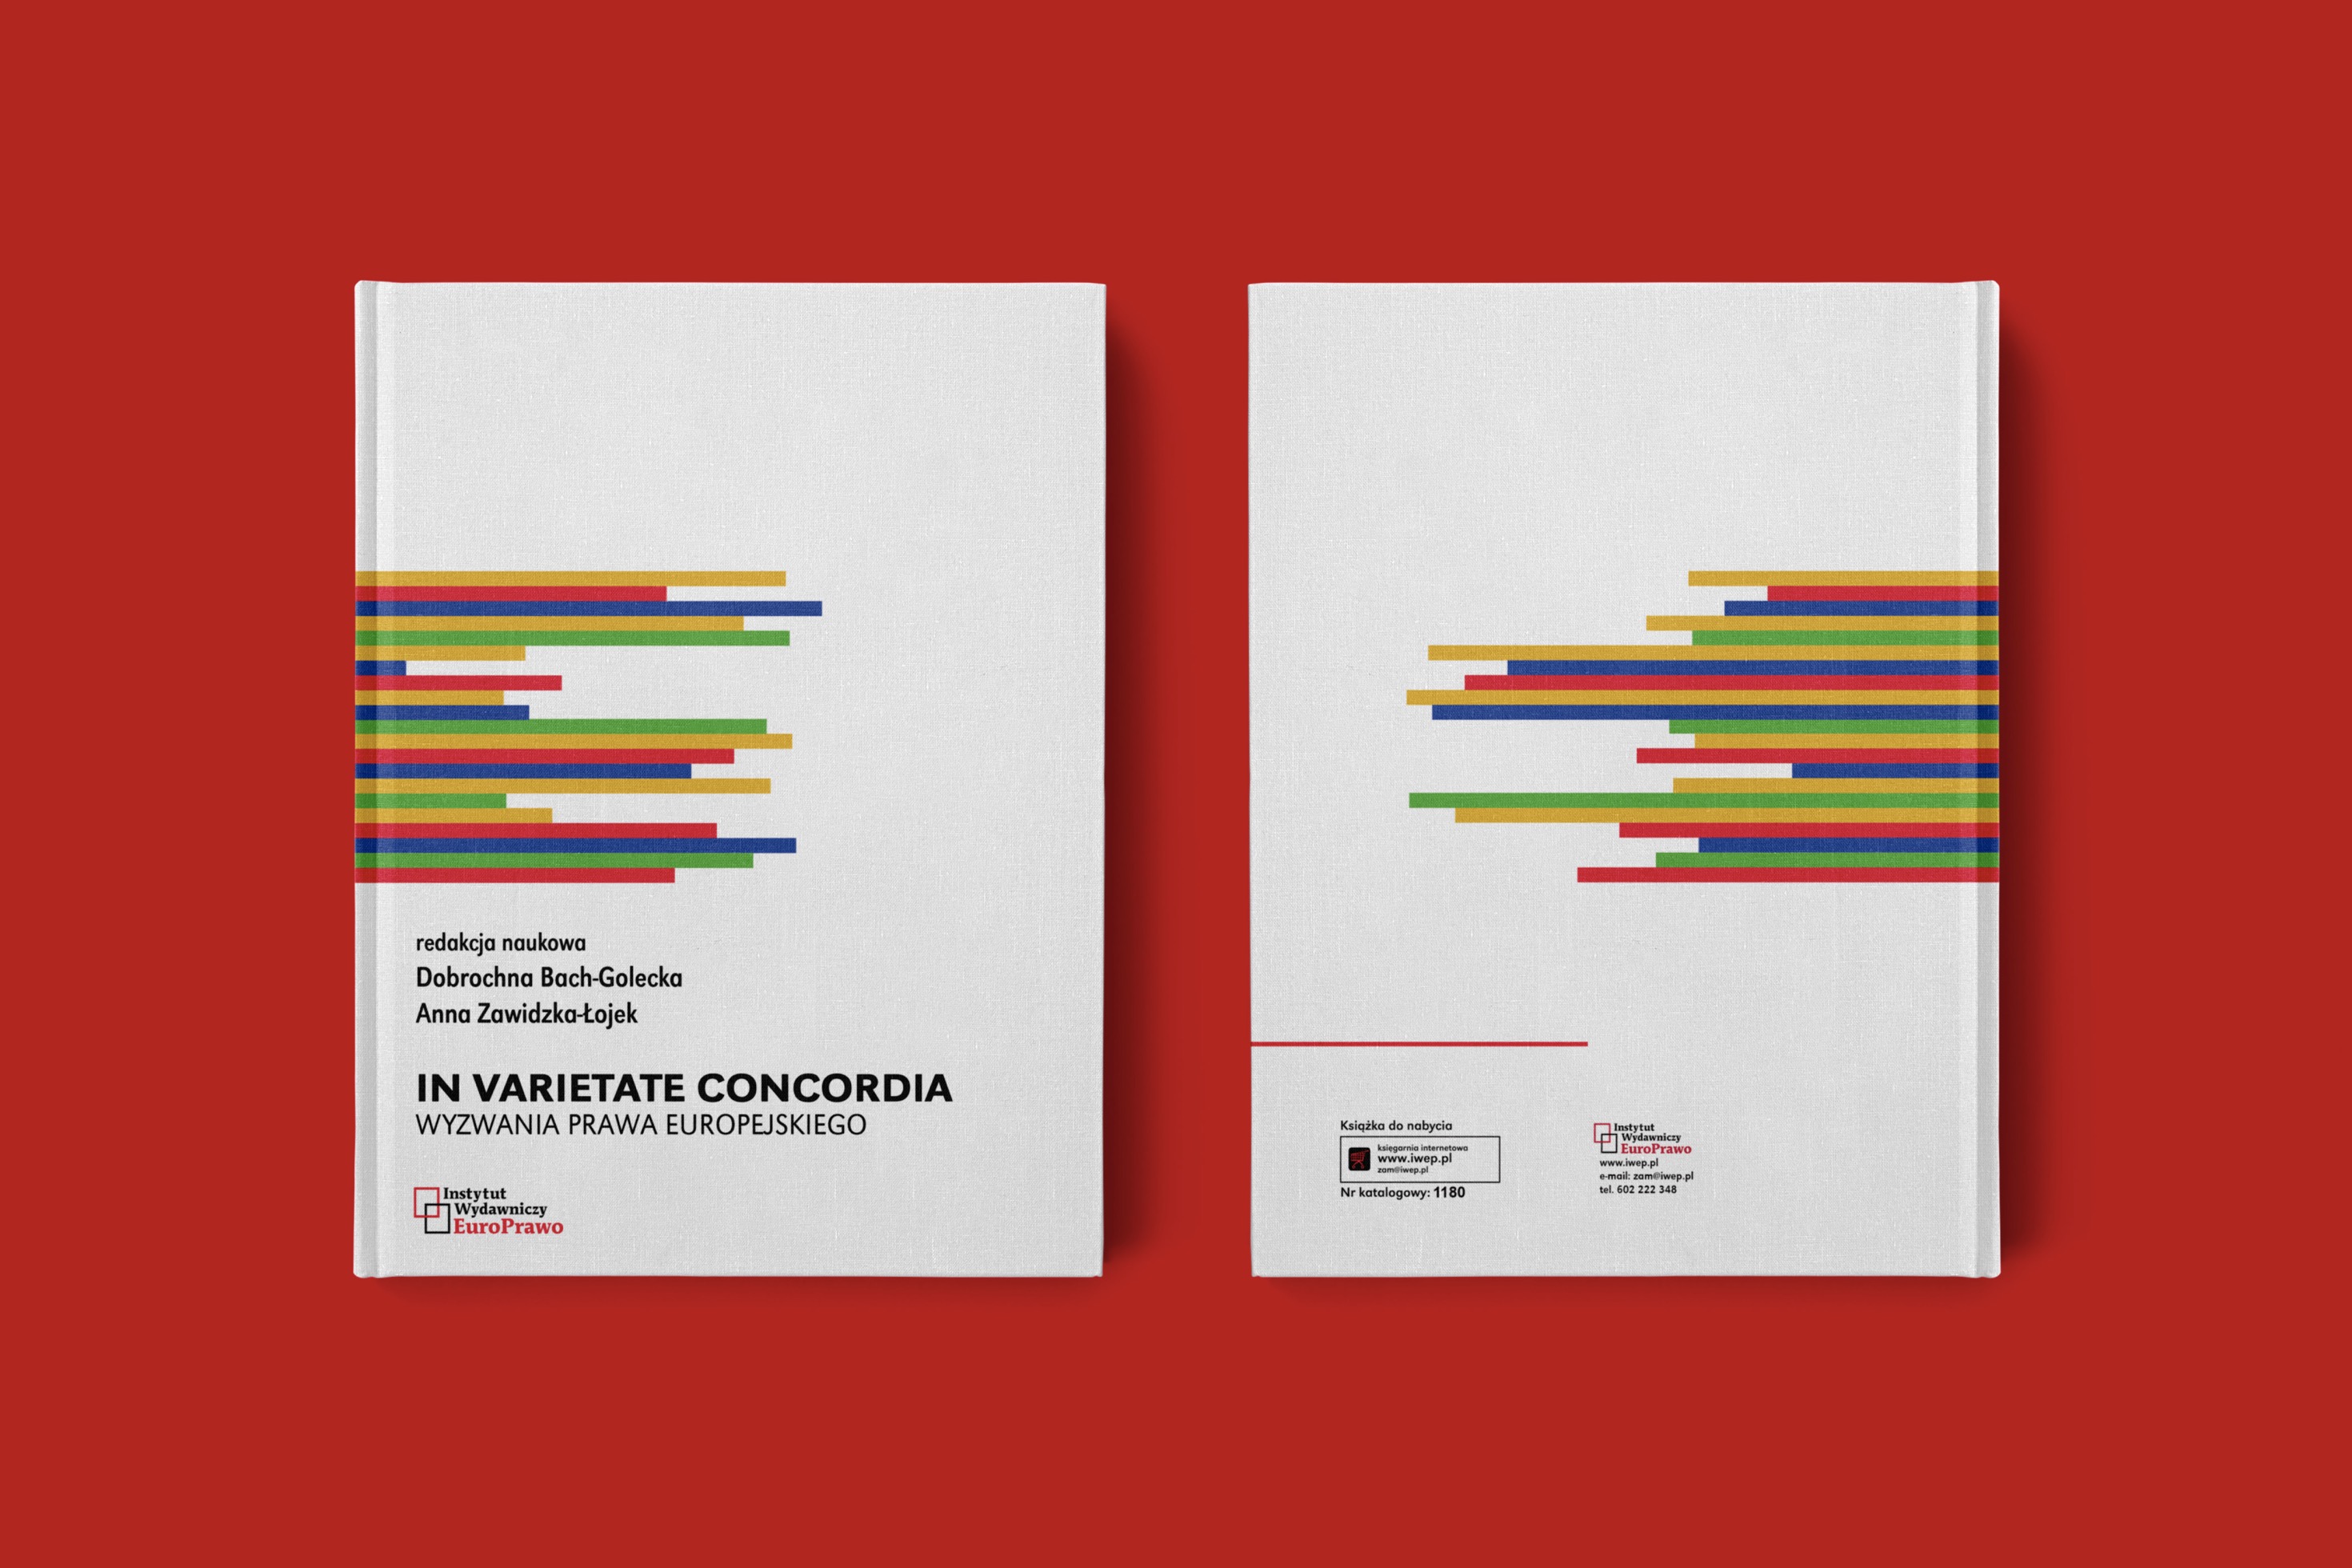 redakcja naukowa
Dobrochna Bach-Golecka
Anna Zawidzka-Łojek
IN VARIETATE CONCORDIA
WYZWANIA PRAWA EUROPEJSKIEGO
Instytut
Wydawniczy
EuroPrawo
Książka do nabycia
księgarnia internetowa
www.iwep.pl
zam@iwep.pl
Nr katalogowy: 1180
Instytut
Wydawniczy
EuroPrawo
www.iwep.pl
e-mail: zam@iwep.pl
tel. 602 222 348